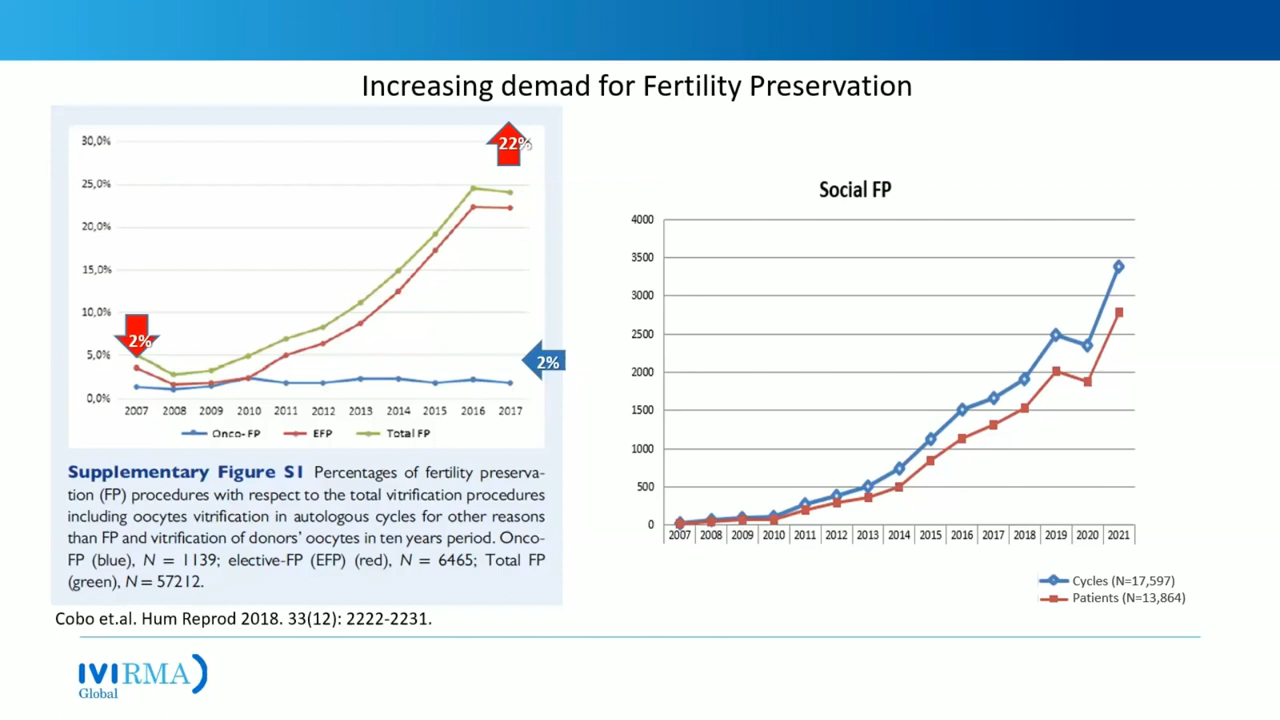 Increasing demad for Fertility Preservation
30,0%
25,0%
20,0%
15,0%
10,0%
5,0%
0,0%
22%
2%
2%
2007 2008 2009 2010 2011 2012 2013 2014 2015 2016 2017
Onco-FP EFP Total FP
Supplementary Figure S1 Percentages of fertility preserva-
tion (FP) procedures with respect to the total vitrification procedures
including oocytes vitrification in autologous cycles for other reasons
than FP and vitrification of donors' oocytes in ten years period. Onco-
FP (blue), N = 1139; elective-FP (EFP) (red), N = 6465; Total FP
(green), N = 57212.
Cobo et.al. Hum Reprod 2018. 33(12): 2222-2231.
Social FP
4000
3500
3000
2500
2000
1500
1000
500
0
2007 2008 2009 2010 2011 2012 2013 2014 2015 2016 2017 2018 2019 2020 2021
Cycles (N=17,597)
Patients (N=13,864)
IVIRMA
Global